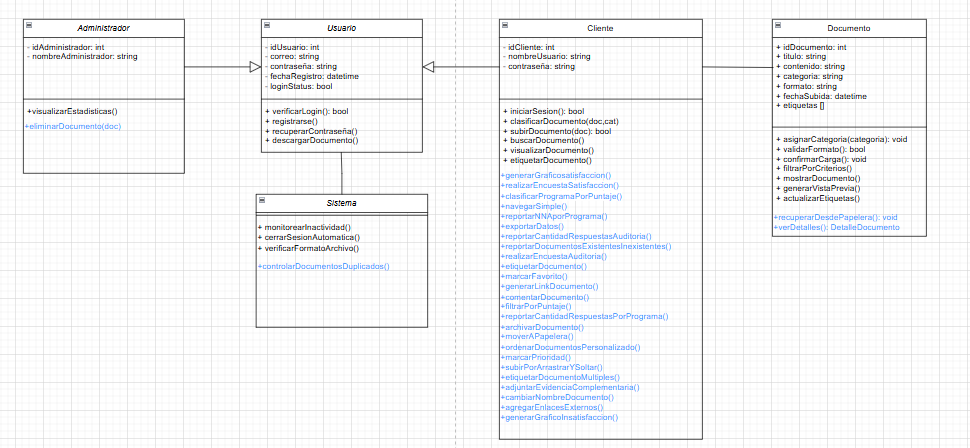 Administrador
- idAdministrador: int
- nombreAdministrador: string
+visualizarEstadisticas()
+eliminarDocumento(doc)
Usuario
- idUsuario: int
- correo: string
- contraseña: string
- fechaRegistro: datetime
- loginStatus: bool
+ verificarLogin(): bool
+ registrarse()
+ recuperarContraseña()
+ descargarDocumento()
Sistema
+ monitorearInactividad()
+ cerrarSesionAutomatica()
+ verificarFormatoArchivo()
+controlarDocumentosDuplicados()
Cliente
- idCliente: int
- nombreUsuario: string
- contraseña: string
+ iniciarSesion(): bool
+ clasificarDocumento(doc,cat)
+ subirDocumento(doc): bool
+ buscarDocumento()
+ visualizarDocumento()
+ etiquetarDocumento()
+generarGraficosatisfaccion()
+realizarEncuestaSatisfaccion()
+clasificarProgramaPorPuntaje()
+navegarSimple()
+reportarNNAporPrograma()
+exportarDatos()
+reportarCantidadRespuestasAuditoria()
+reportarDocumentosExistentesInexistentes()
+realizarEncuestaAuditoria()
+etiquetarDocumento()
+marcarFavorito()
+generarLinkDocumento()
+comentarDocumento()
+filtrarPorPuntaje()
+reportarCantidadRespuestasPorPrograma()
+archivarDocumento()
+moverAPapelera()
+ordenarDocumentosPersonalizado()
+marcarPrioridad()
+subirPorArrastrarYSoltar()
+etiquetarDocumentoMultiples()
+adjuntarEvidenciaComplementaria()
+cambiarNombreDocumento()
+agregarEnlacesExternos()
+generarGraficoInsatisfaccion()
Documento
+ idDocumento: int
+ titulo: string
+ contenido: string
+ categoria: string
+ formato: string
+ fechaSubida: datetime
+ etiquetas []
+ asignarCategoria(categoria): void
+ validarFormato(): bool
+ confirmarCarga(): void
+ filtrarPorCriterios()
+ mostrarDocumento()
+ generarVistaPrevia()
+ actualizarEtiquetas()
+recuperarDesdePapelera(): void
+verDetalles(): DetalleDocumento